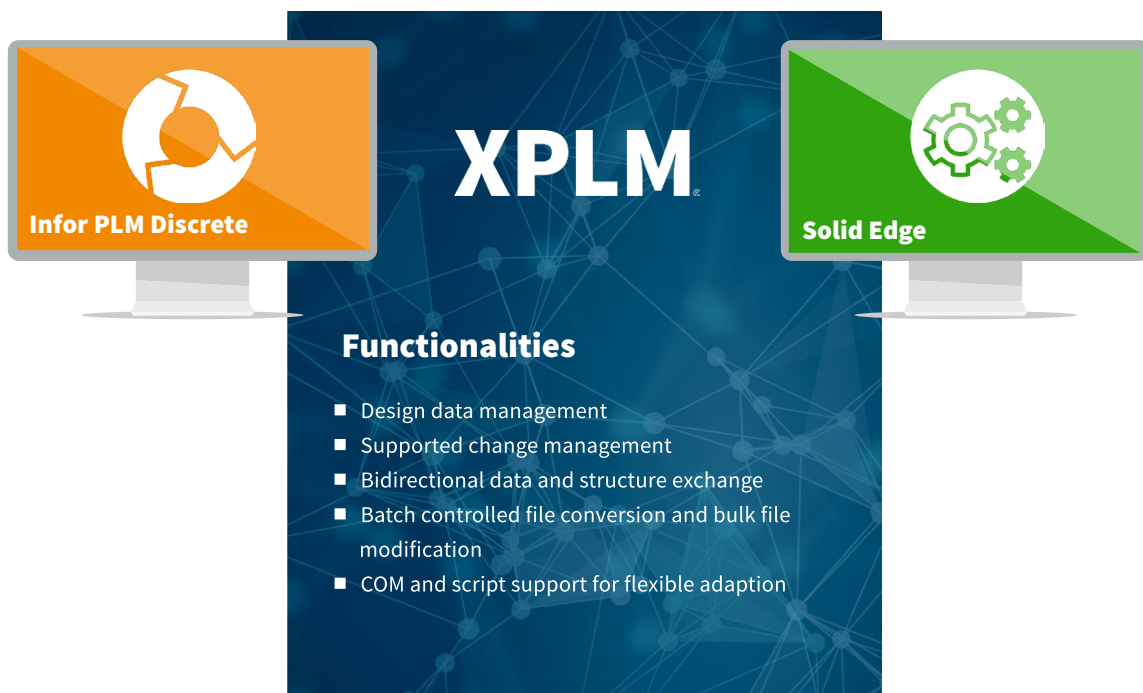 XPLM
Infor PLM Discrete
Solid Edge
Functionalities
■ Design data management
■ Supported change management
■ Bidirectional data and structure exchange
■ Batch controlled file conversion and bulk file
modification
■ COM and script support for flexible adaption